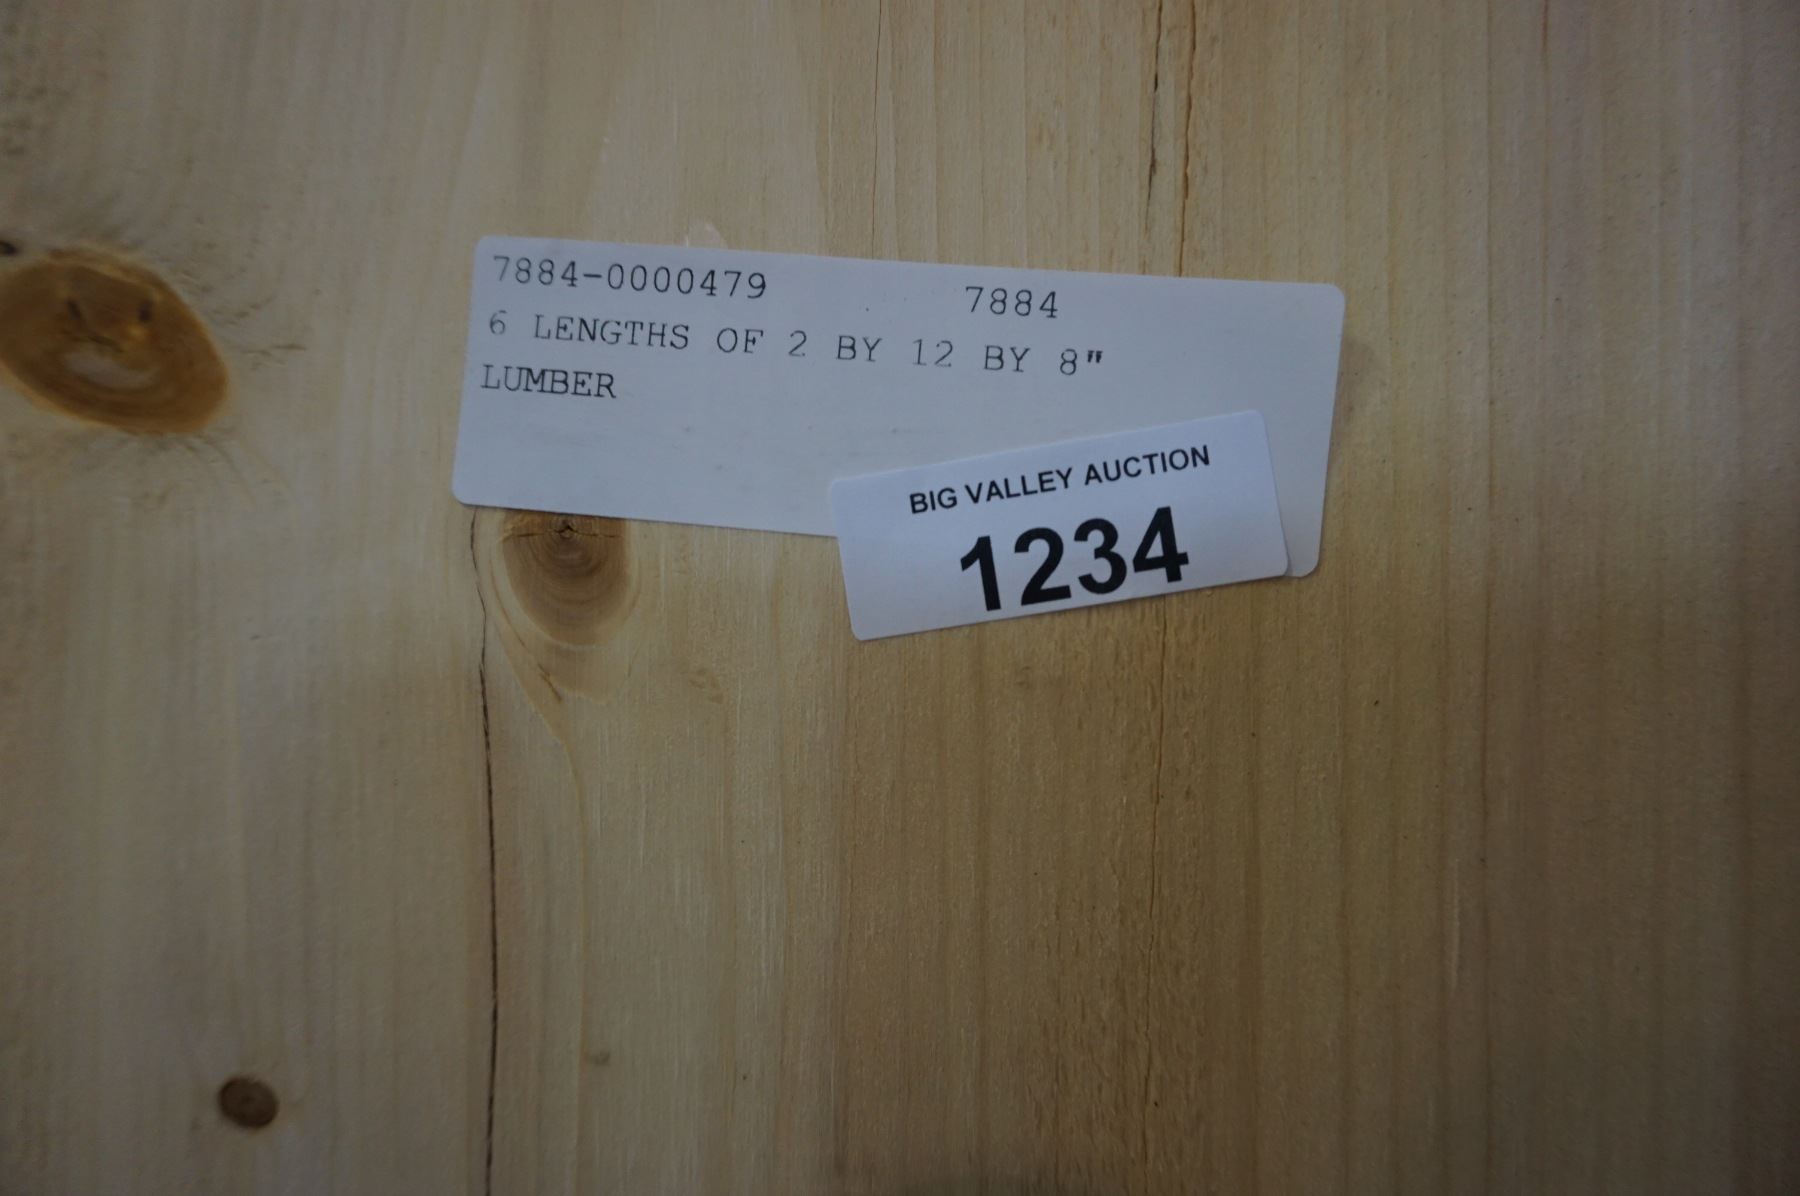 7884-0000479 7884
6 LENGTHS OF 2 BY 12 BY 8"
LUMBER
BIG VALLEY AUCTION
1234